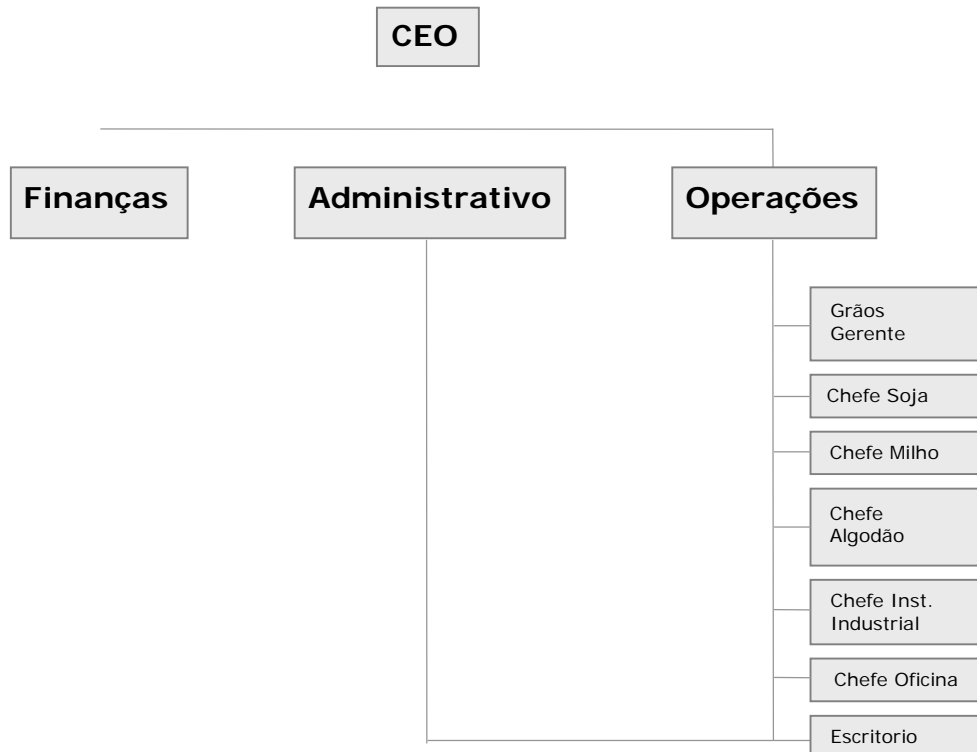 CEO
Finanças
Administrativo
Operações
Grãos
Gerente
Chefe Soja
Chefe Milho
Chefe
Algodão
Chefe Inst.
Industrial
Chefe Oficina
Escritorio